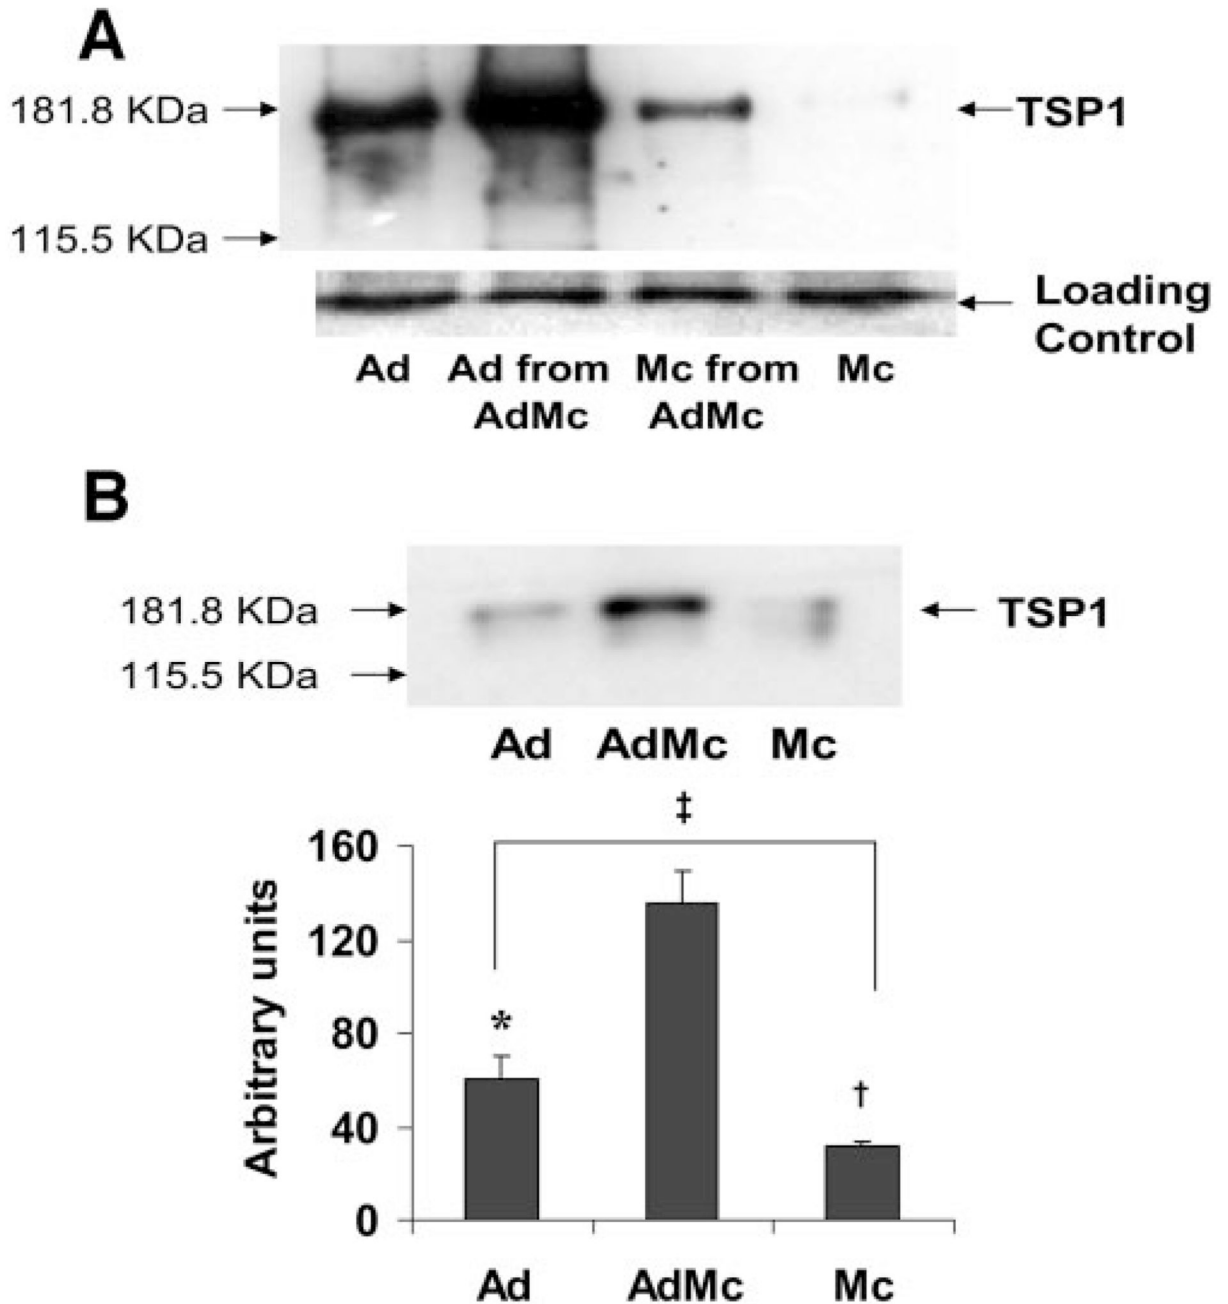 A
181.8 KDa
TSP1
115.5 KDa
Loading
Control
Ad
Ad from
AdMc
Mc from
AdMc
Mc
B
181.8 KDa
TSP1
115.5 KDa
Ad AdMc Mc
‡
160
120
80
40
0
Arbitrary units
*
†
Ad AdMc Mc